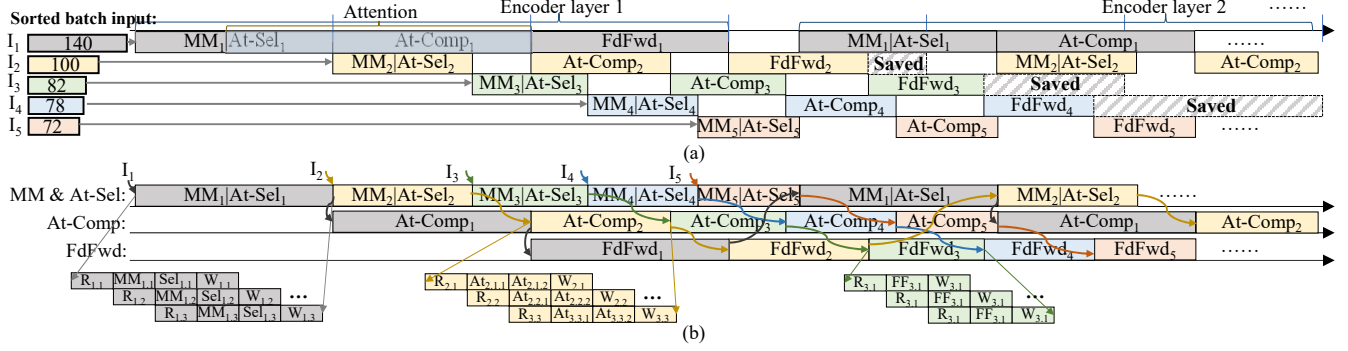 Sorted batch input:
Attention
Encoder layer 1
Encoder layer 2
……
I1 140 MM1|At-Sel1 At-Comp1 FdFwd1 MM1|At-Sel1 At-Comp1 ……
I2 100 MM2|At-Sel2 At-Comp2 FdFwd2 Saved MM2|At-Sel2 At-Comp2
I3 82 MM3|At-Sel3 At-Comp3 FdFwd3 Saved
I4 78 MM4|At-Sel4 At-Comp4 FdFwd4 Saved
I5 72 MM5|At-Sel5 At-Comp5 FdFwd5 ……
(a)
I1 I2 I3 I4 I5
MM & At-Sel: MM1|At-Sel1 MM2|At-Sel2 MM3|At-Sel3 MM4|At-Sel4 MM5|At-Sel5 MM1|At-Sel1 MM2|At-Sel2 ……
At-Comp: At-Comp1 At-Comp2 At-Comp3 At-Comp4 At-Comp5 At-Comp1 At-Comp2
FdFwd: FdFwd1 FdFwd2 FdFwd3 FdFwd4 FdFwd5 ……
R1,1 MM1,1 Sel1,1 W1,1 R2,1 At2,1,1 At2,1,2 W2,1 R3,1 FF3,1 W3,1
R1,2 MM1,2 Sel1,2 W1,2 … R2,2 At2,2,1 At2,2,2 W2,2 … R3,1 FF3,1 W3,1 …
R1,3 MM1,3 Sel1,3 W1,3 R3,3 At3,3,1 At3,3,2 W3,3 R3,1 FF3,1 W3,1
(b)